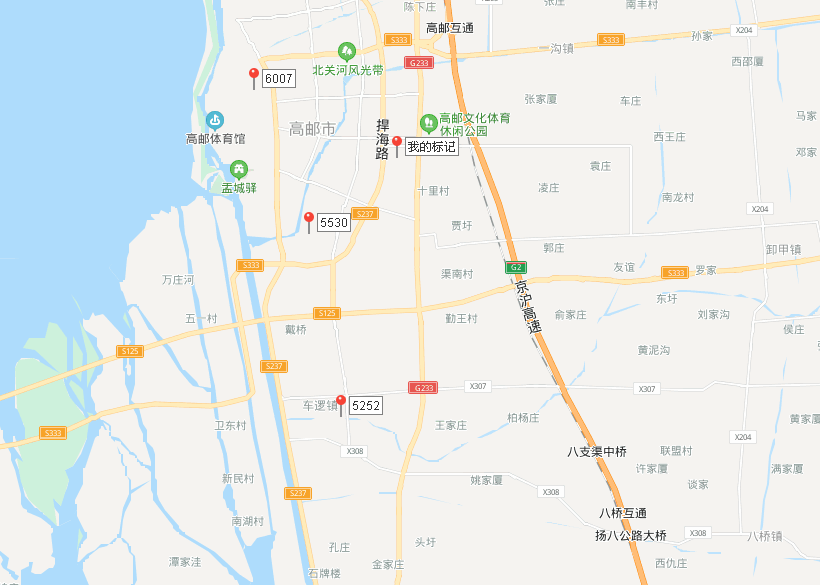 陈下庄
张庄
南丰村
高邮互通
X204
孙家
S333
S333
沟镇
北关河风光带
G233
西邵厦
6007
张家厦
车庄
马家
高邮体育馆
高邮市
捍海路
高邮文化体育
休闲公园
西王庄
我的标记
邓家
袁庄
盂城驿
十里村
凌庄
南龙村
5530
S237
贾圩
X204
郭庄
卸甲镇
S333
G2
万庄河
渠南村
友谊
S333
罗家
京沪高速
东圩
五一村
S125
戴桥
勤王村
俞家庄
刘家沟
侯庄
S125
黄泥沟
S237
G233
X307
X307
车逻镇
5252
卫东村
王家庄
柏杨庄
黄家厦
S333
X204
X308
八支渠中桥
联盟村
许家厦
满家厦
新民村
姚家厦
谈家
S237
X308
南湖村
八桥互通
扬八公路大桥
X308
八桥镇
孔庄
头圩
潭家洼
金家庄
西仇庄
石牌楼